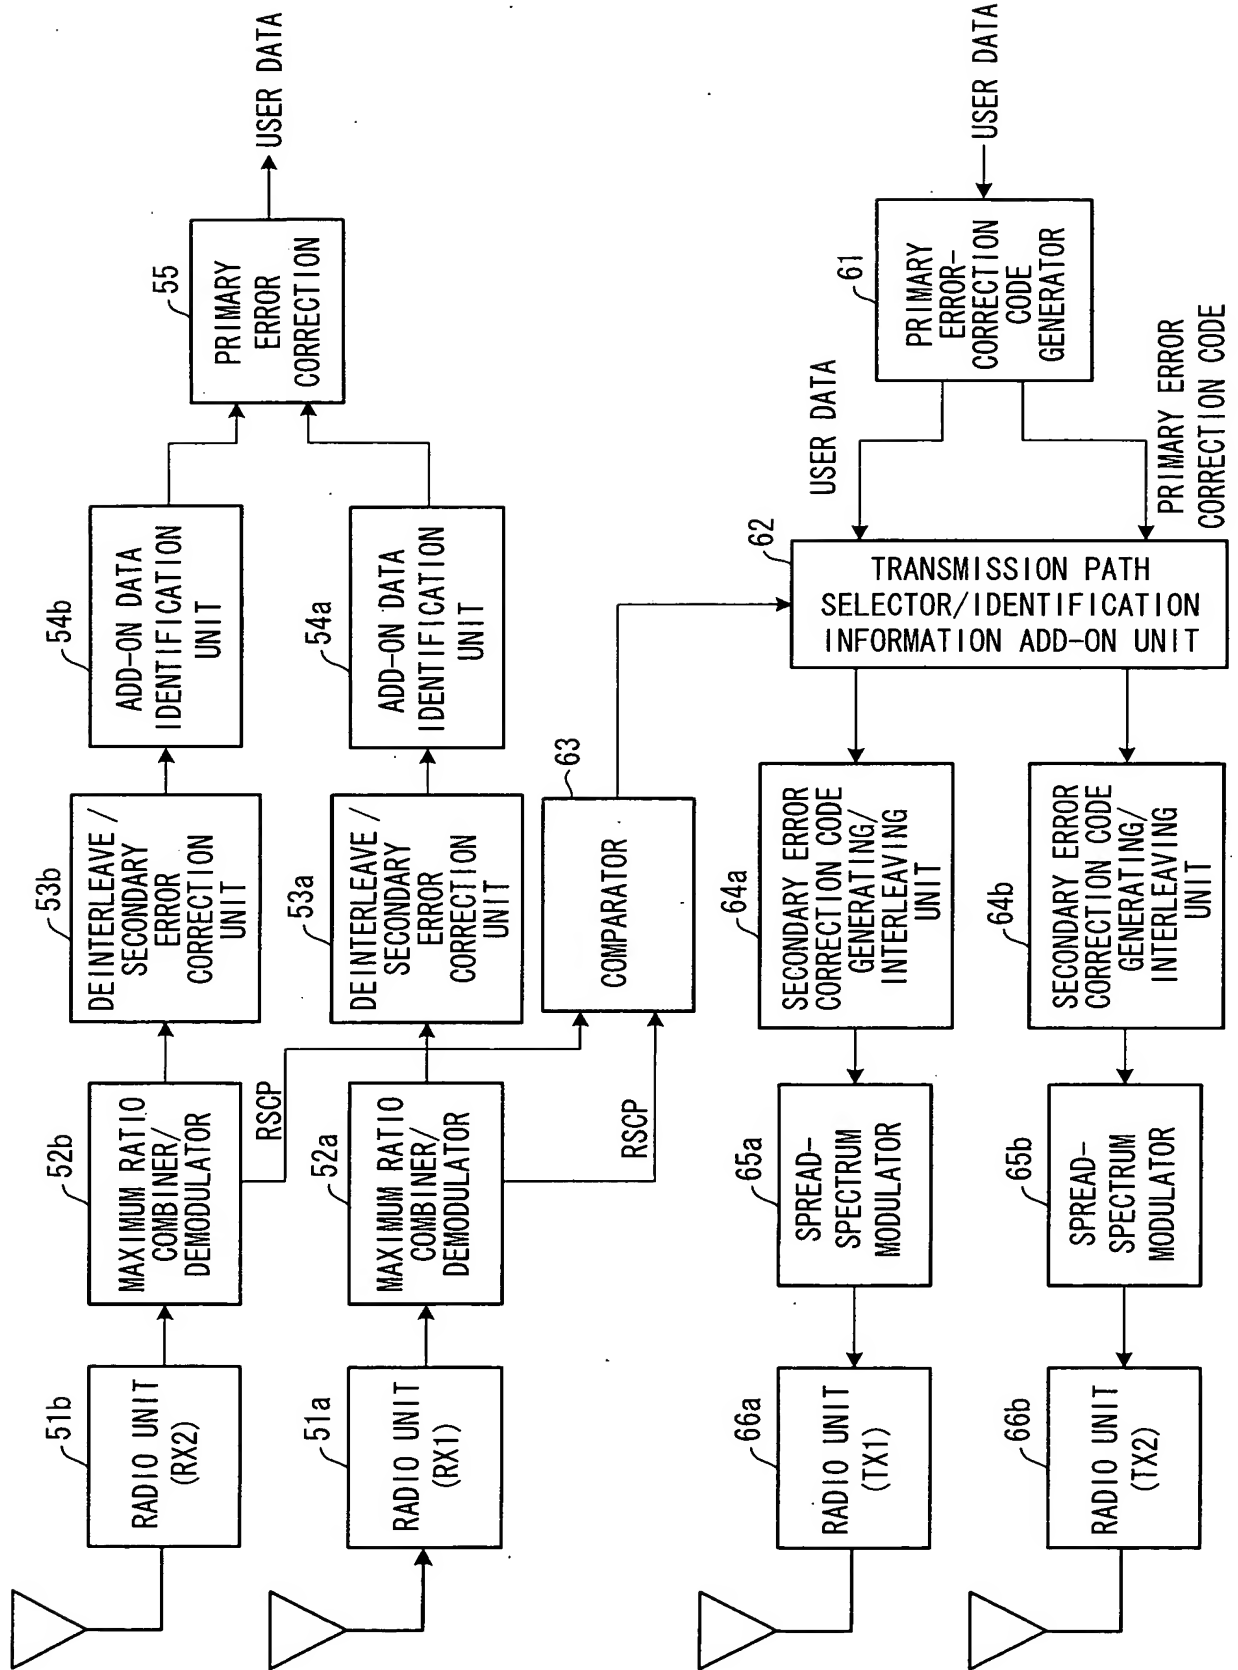 51b
RADIO UNIT
(RX2)
52b
MAXIMUM RATIO
COMBINER/
DEMODULATOR
RSCP
53b
DEINTERLEAVE/
SECONDARY
ERROR
CORRECTION
UNIT
54b
ADD-ON DATA
IDENTIFICATION
UNIT
55
PRIMARY
ERROR
CORRECTION
USER DATA
51a
RADIO UNIT
(RX1)
52a
MAXIMUM RATIO
COMBINER/
DEMODULATOR
RSCP
53a
DEINTERLEAVE/
SECONDARY
ERROR
CORRECTION
UNIT
54a
ADD-ON DATA
IDENTIFICATION
UNIT
63
COMPARATOR
66a
RADIO UNIT
(TX1)
65a
SPREAD-
SPECTRUM
MODULATOR
64a
SECONDARY ERROR
CORRECTION CODE
GENERATING/
INTERLEAVING
UNIT
62
TRANSMISSION PATH
SELECTOR/IDENTIFICATION
INFORMATION ADD-ON UNIT
USER DATA
61
PRIMARY
ERROR-
CORRECTION
CODE
GENERATOR
USER DATA
PRIMARY ERROR
CORRECTION CODE
66b
RADIO UNIT
(TX2)
65b
SPREAD-
SPECTRUM
MODULATOR
64b
SECONDARY ERROR
CORRECTION CODE
GENERATING/
INTERLEAVING
UNIT